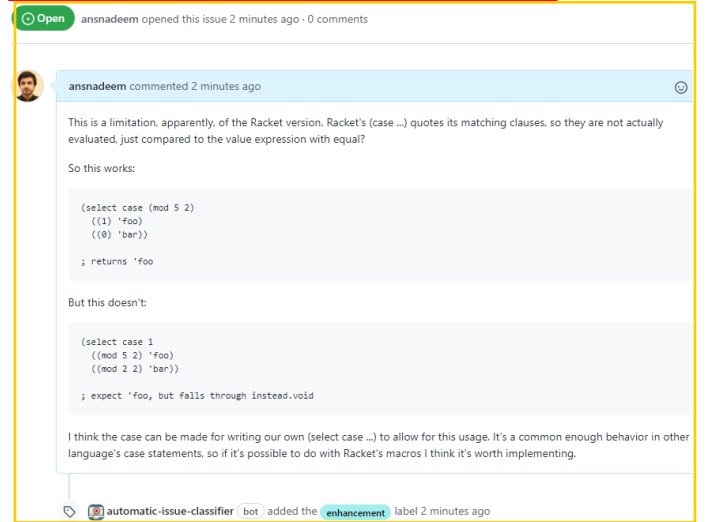 Open ansnadeem opened this issue 2 minutes ago · 0 comments
ansnadeem commented 2 minutes ago
This is a limitation, apparently, of the Racket version. Racket's (case ...) quotes its matching clauses, so they are not actually
evaluated, just compared to the value expression with equal?
So this works:
(select case (mod 5 2)
  ((1) 'foo)
  ((0) 'bar))
; returns 'foo
But this doesn't:
(select case 1
  ((mod 5 2) 'foo)
  ((mod 2 2) 'bar))
; expect 'foo, but falls through instead.void
I think the case can be made for writing our own (select case ...) to allow for this usage. It's a common enough behavior in other
language's case statements, so if it's possible to do with Racket's macros I think it's worth implementing.
automatic-issue-classifier bot added the enhancement label 2 minutes ago